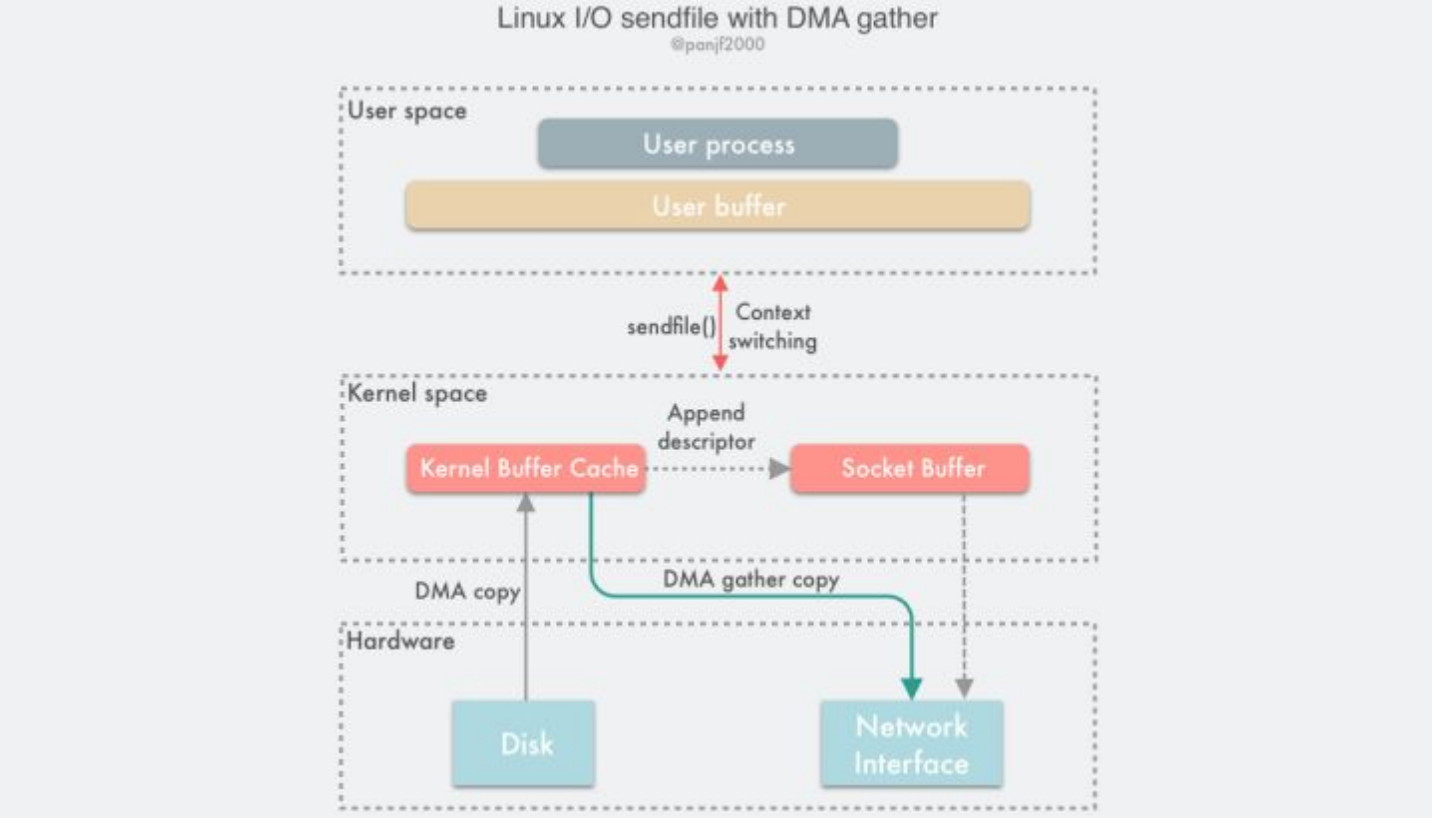 Linux I/O sendfile with DMA gather
@panjf2000
User space
User process
User buffer
sendfile()
Context
switching
Kernel space
Append
descriptor
Kernel Buffer Cache
Socket Buffer
DMA copy
DMA gather copy
Hardware
Disk
Network
Interface